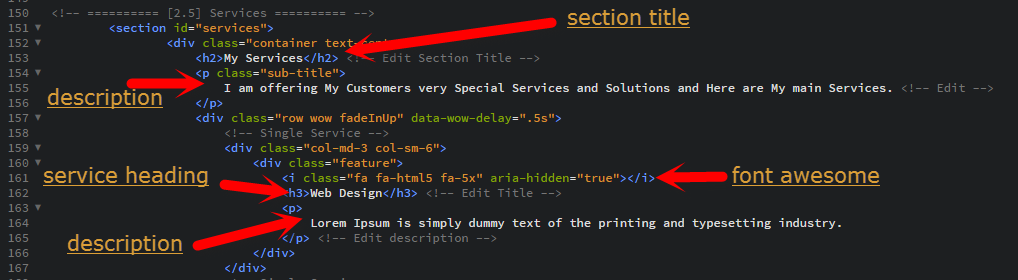 150 <!-- ========== [2.5] Services ========== -->
section title
151 <section id="services">
152 <div class="container
153 <h2>My Services</h2> <!-- Edit Section Title -->
154 <p class="sub-title">
description
155 I am offering My Customers very Special Services and Solutions and Here are My main Services. <!-- Edit -->
156 </p>
157 <div class="row wow fadeInUp" data-wow-delay=".5s">
158 <!-- Single Service -->
159 <div class="col-md-3 col-sm-6">
160 <div class="feature">
service heading
161 <i class="fa fa-html5 fa-5x" aria-hidden="true"></i>
font awesome
162 h3>Web Design</h3> <!-- Edit Title -->
163 <p>
164 Lorem Ipsum is simply dummy text of the printing and typesetting industry.
description
165 </p> <!-- Edit description -->
166 </div>
167 </div>